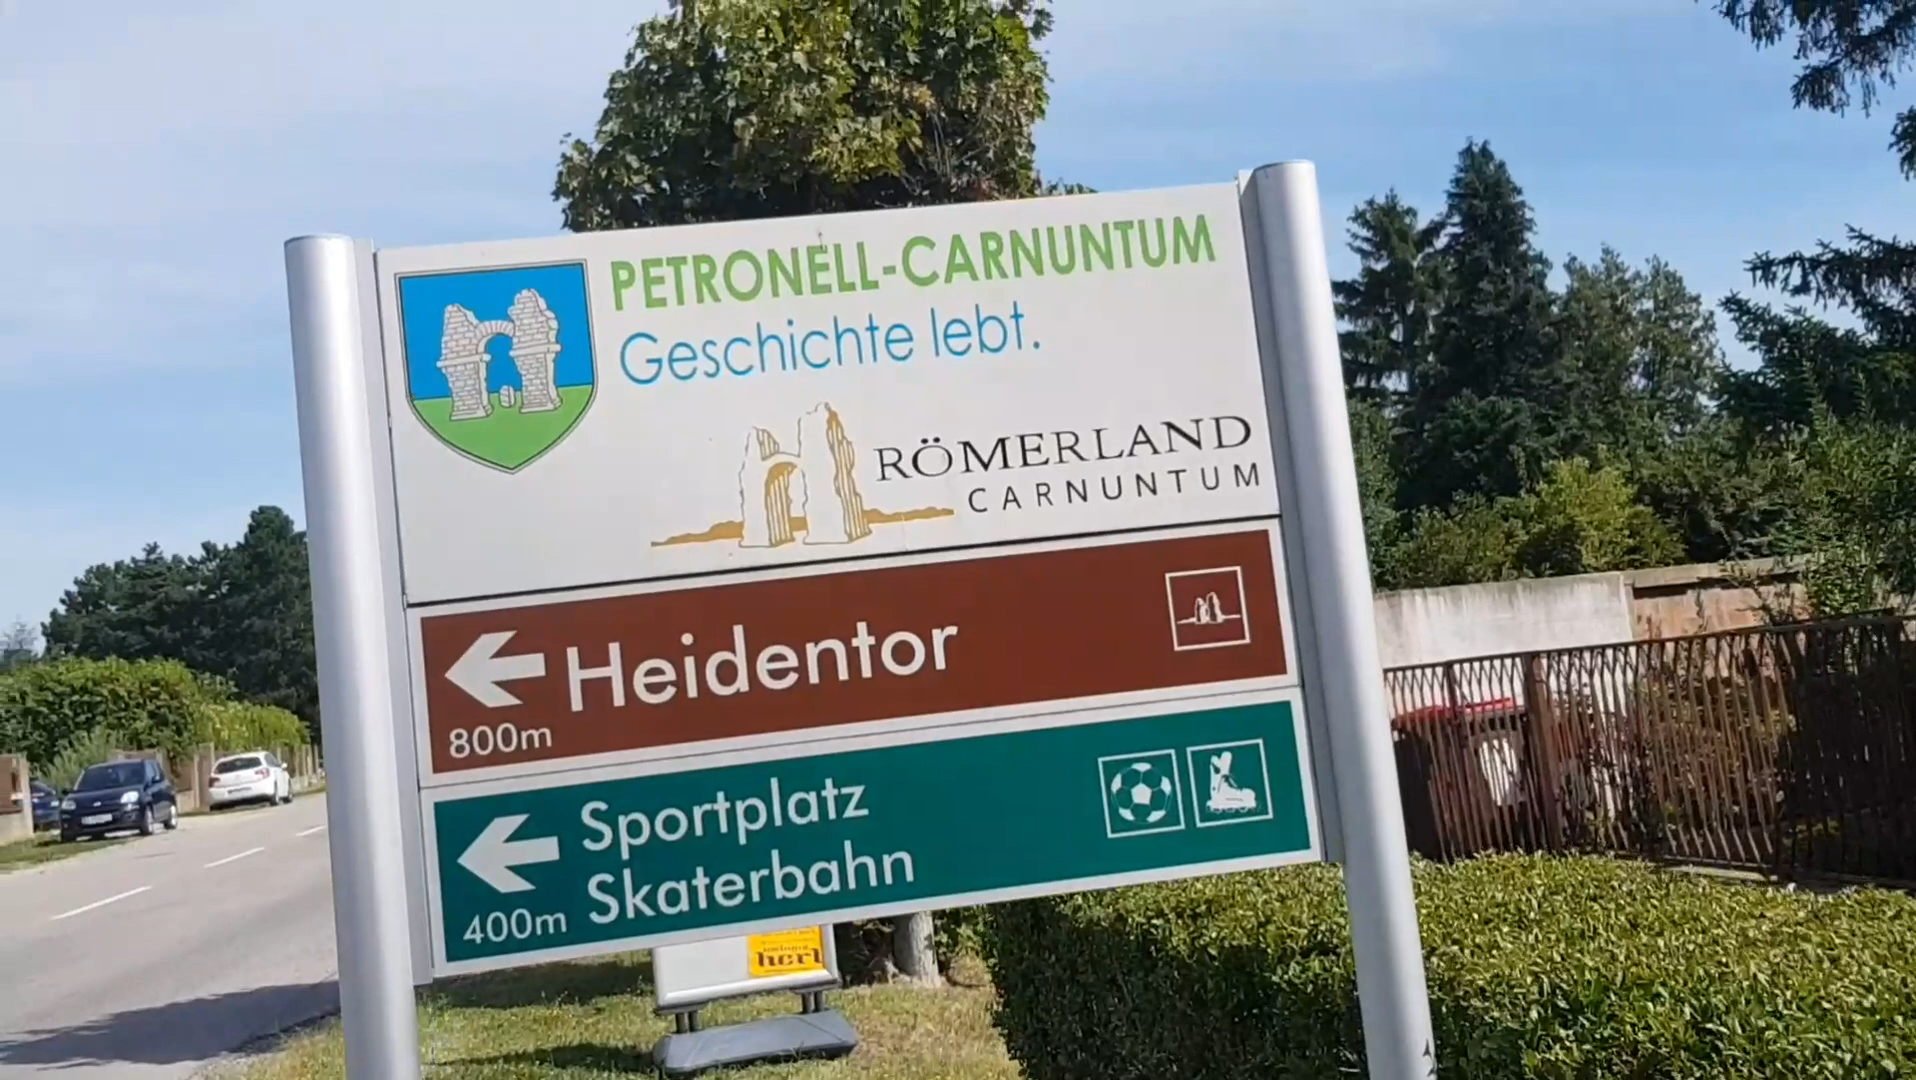 PETRONELL-CARNUNTUM
Geschichte lebt.
RÖMERLAND
CARNUNTUM
Heidentor
800m
Sportplatz
Skaterbahn
400m